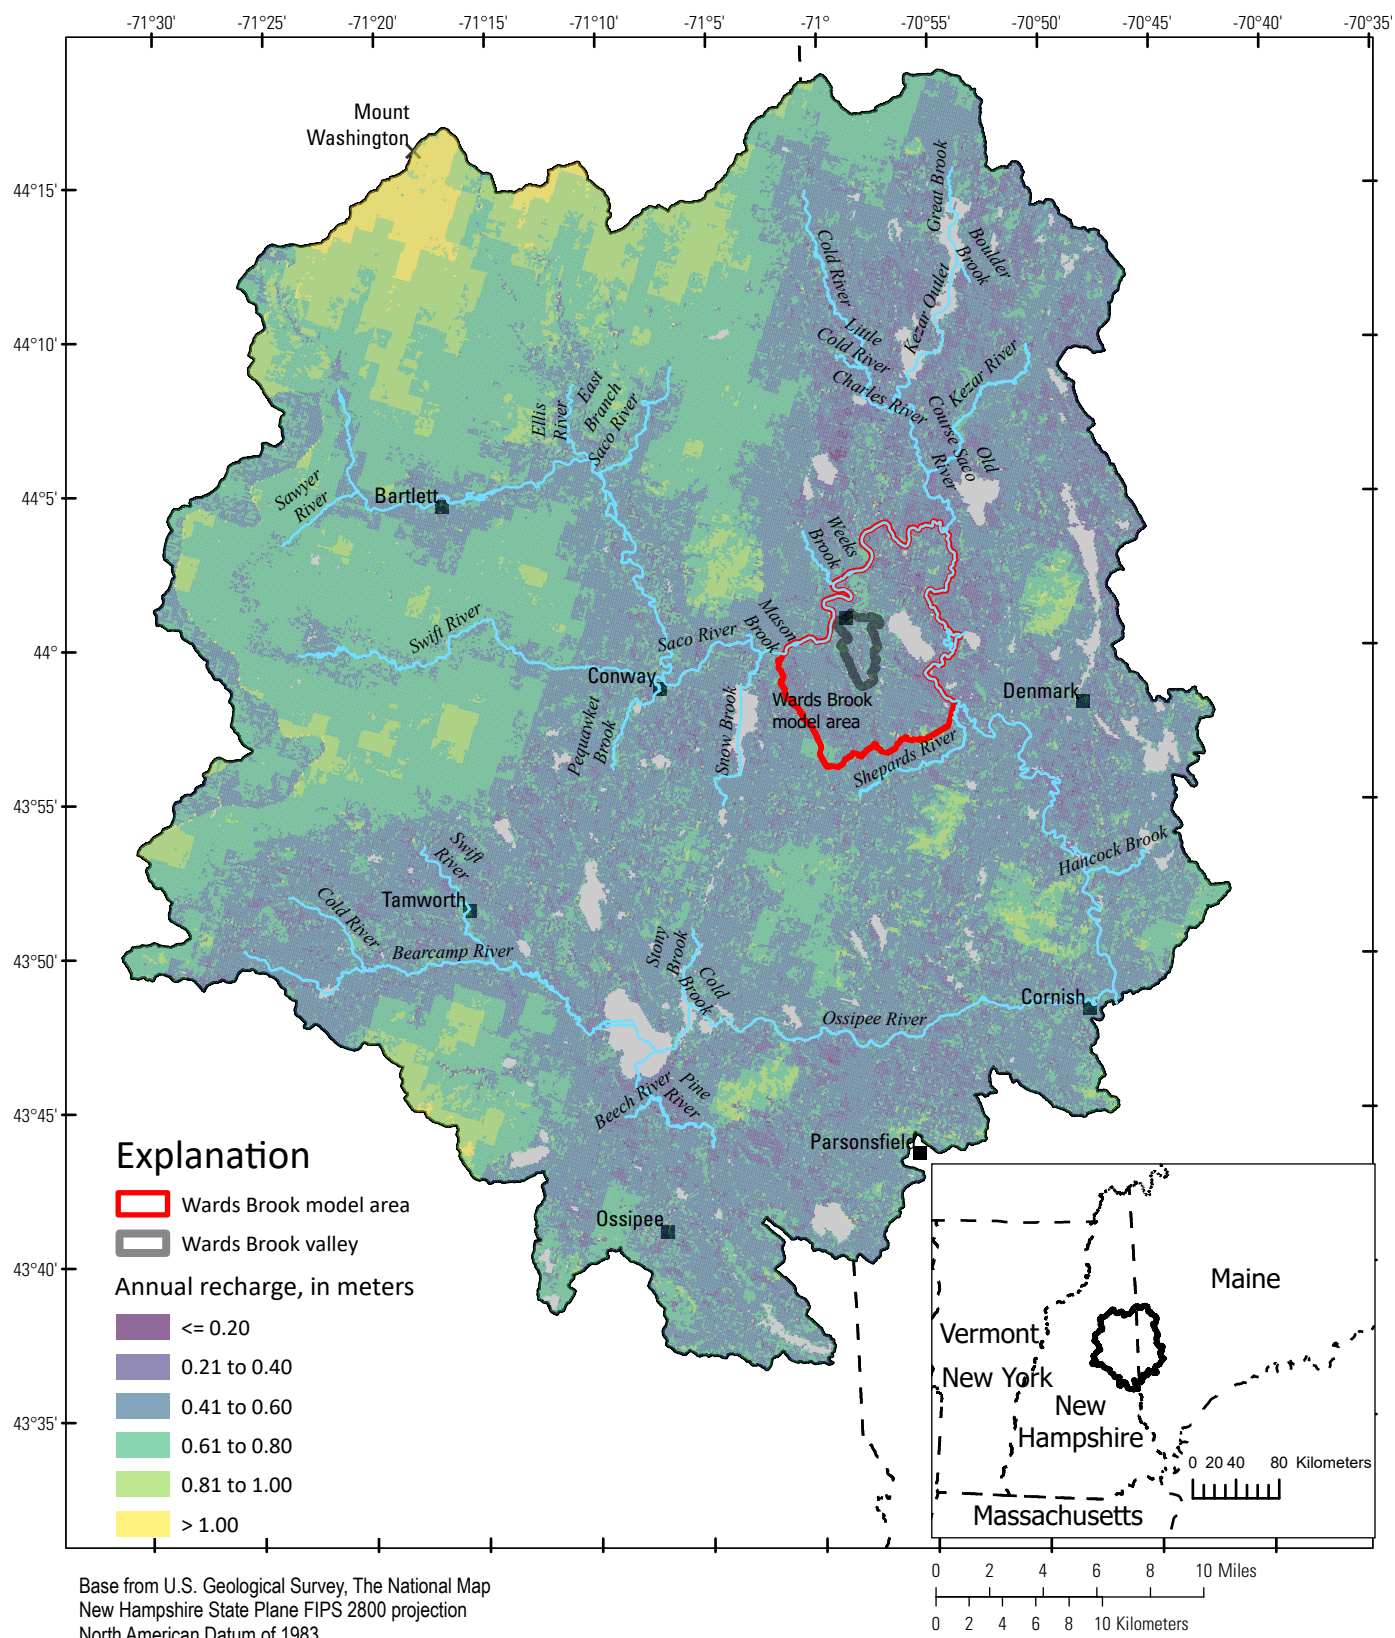 -71°30' -71°25' -71°20' -71°15' -71°10' -71°5' -71° -70°55' -70°50' -70°45' -70°40' -70°35'
Mount
Washington
44°15'
44°10'
44°5'
44°
43°55'
43°50'
43°45'
43°40'
43°35'
Great Brook
Boulder
Brook
Cold River
Kezar Outlet
Little
Cold River
Charles River
Kezar River
Old
Course Saco
River
Ellis
River
East
Branch
Saco River
Sawyer
River
Bartlett
Weeks
Brook
Swift River
Saco River
Mason
Brook
Conway
Pequawket
Brook
Snow Brook
Wards Brook
model area
Denmark
Shepards River
Hancock Brook
Swift
River
Tamworth
Cold River
Bearcamp River
Stony
Brook
Cold
Brook
Ossipee River
Cornish
Beech River
Pine
River
Parsonsfield
Ossipee
Explanation
Wards Brook model area
Wards Brook valley
Annual recharge, in meters
<= 0.20
0.21 to 0.40
0.41 to 0.60
0.61 to 0.80
0.81 to 1.00
> 1.00
Maine
Vermont
New York
New
Hampshire
0 20 40 80 Kilometers
Massachusetts
0 2 4 6 8 10 Miles
0 2 4 6 8 10 Kilometers
Base from U.S. Geological Survey, The National Map
New Hampshire State Plane FIPS 2800 projection
North American Datum of 1983